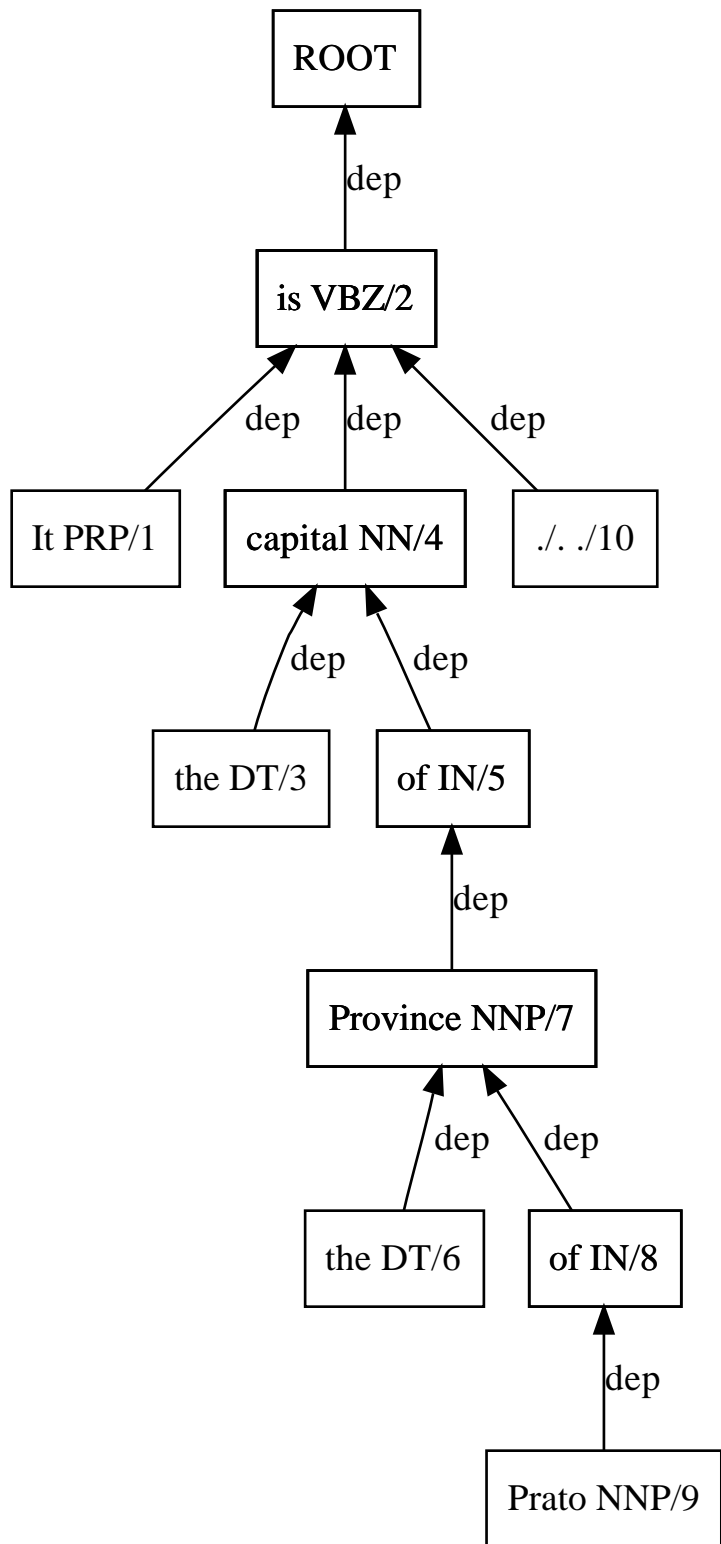 ROOT
dep
is VBZ/2
dep dep dep
It PRP/1 capital NN/4 ./. ./10
dep dep
the DT/3 of IN/5
dep
Province NNP/7
dep dep
the DT/6 of IN/8
dep
Prato NNP/9